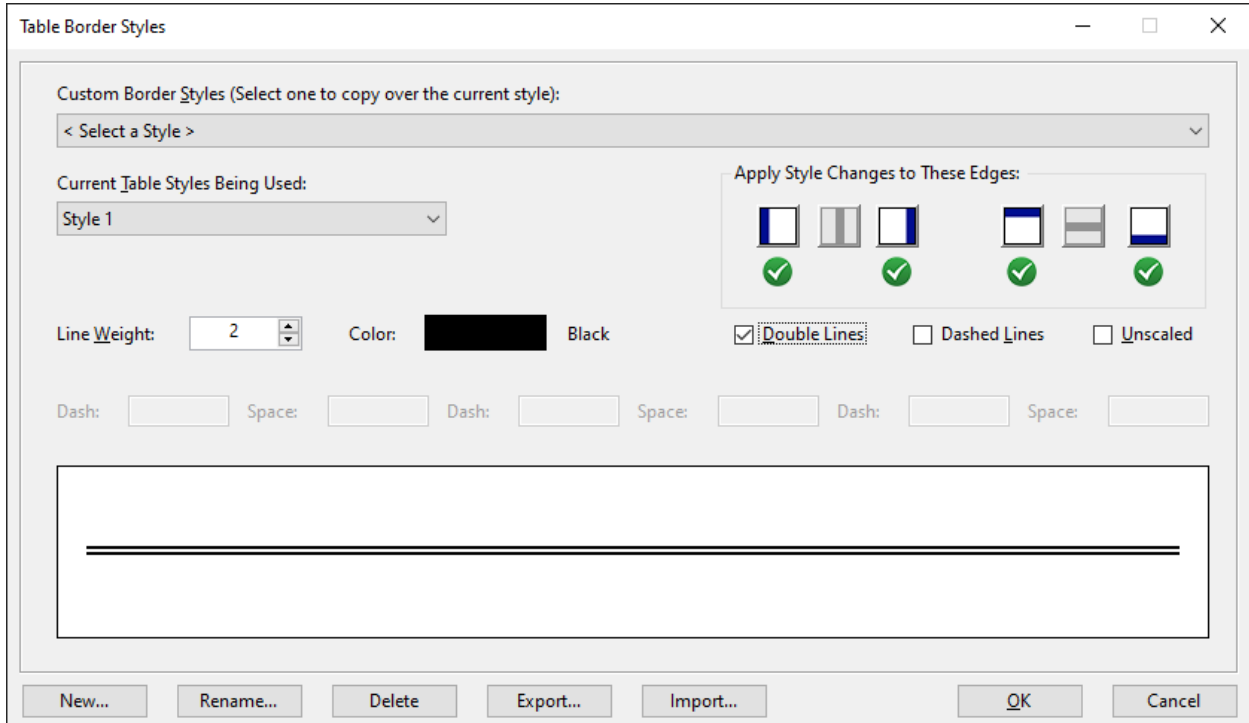 Table Border Styles
Custom Border Styles (Select one to copy over the current style):
< Select a Style >
Current Table Styles Being Used:
Style 1
Apply Style Changes to These Edges:
Line Weight: 2 Color: Black Double Lines Dashed Lines Unscaled
Dash: Space: Dash: Space: Dash: Space:
New... Rename... Delete Export... Import... OK Cancel